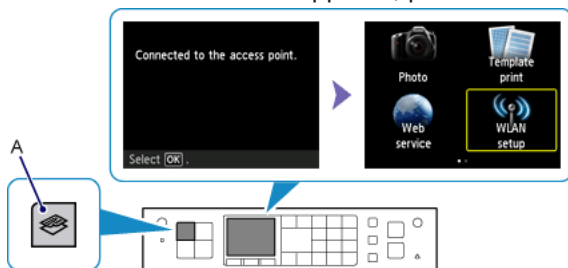 Connected to the access point.
Select OK .
Photo
Template
print
Web
service
WLAN
setup
A